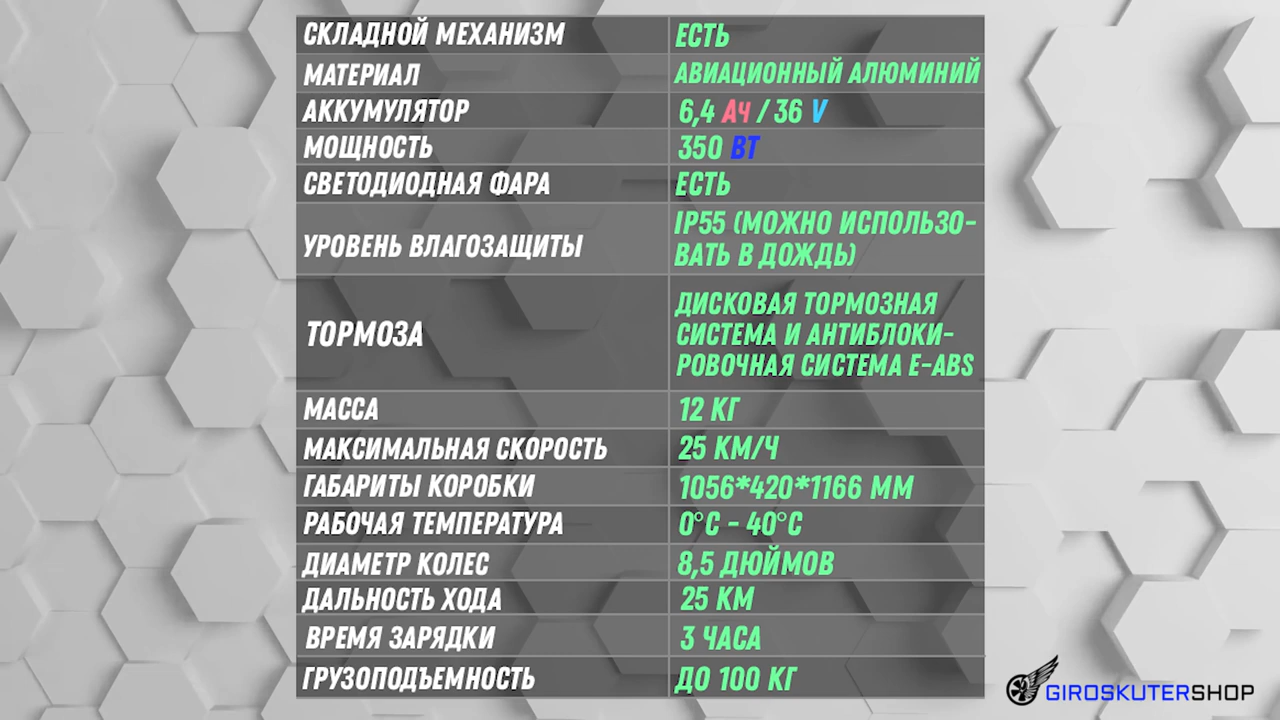 СКЛАДНОЙ МЕХАНИЗМ ЕСТЬ
МАТЕРИАЛ АВИАЦИОННЫЙ АЛЮМИНИЙ
АККУМУЛЯТОР 6,4 АЧ / 36 V
МОЩНОСТЬ 350 ВТ
СВЕТОДИОДНАЯ ФАРА ЕСТЬ
УРОВЕНЬ ВЛАГОЗАЩИТЫ IP55 (МОЖНО ИСПОЛЬЗО-
ВАТЬ В ДОЖДЬ)
ТОРМОЗА ДИСКОВАЯ ТОРМОЗНАЯ
СИСТЕМА И АНТИБЛОКИ-
РОВОЧНАЯ СИСТЕМА E-ABS
МАССА 12 КГ
МАКСИМАЛЬНАЯ СКОРОСТЬ 25 КМ/Ч
ГАБАРИТЫ КОРОБКИ 1056*420*1166 ММ
РАБОЧАЯ ТЕМПЕРАТУРА 0°C - 40°C
ДИАМЕТР КОЛЕС 8,5 ДЮЙМОВ
ДАЛЬНОСТЬ ХОДА 25 КМ
ВРЕМЯ ЗАРЯДКИ 3 ЧАСА
ГРУЗОПОДЪЕМНОСТЬ ДО 100 КГ
GIROSKUTERSHOP